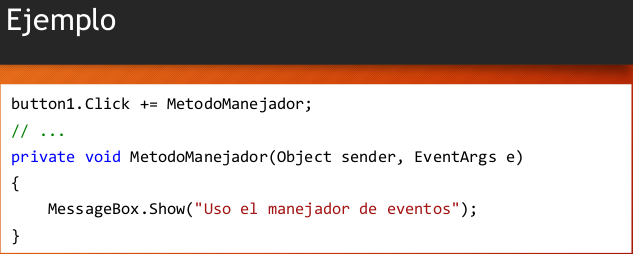 Ejemplo
button1.Click += MetodoManejador;
// ...
private void MetodoManejador(Object sender, EventArgs e)
{
    MessageBox.Show("Uso el manejador de eventos");
}